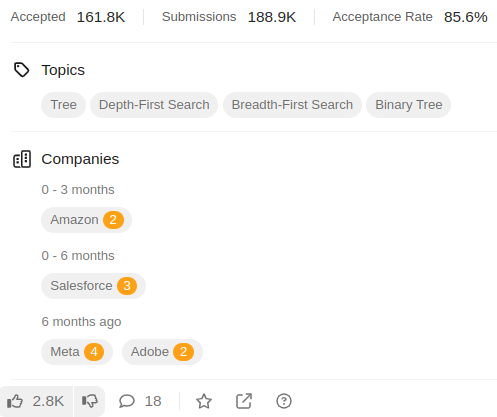 Accepted 161.8K Submissions 188.9K Acceptance Rate 85.6%
Topics
Tree Depth-First Search Breadth-First Search Binary Tree
Companies
0 - 3 months
Amazon 2
0 - 6 months
Salesforce 3
6 months ago
Meta 4 Adobe 2
2.8K 18